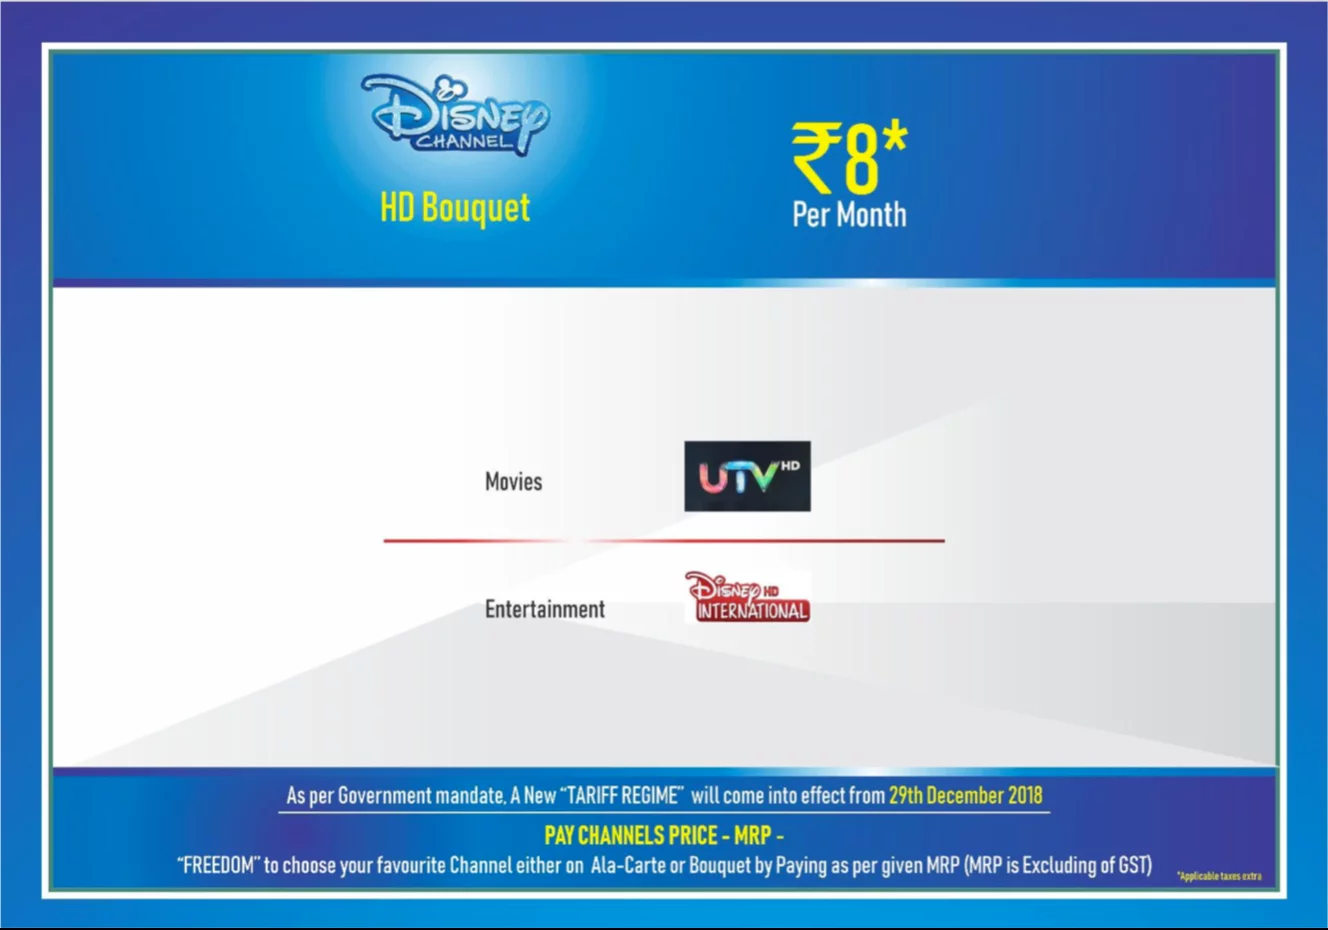 DISNEY
CHANNEL
HD Bouquet
₹8*
Per Month
Movies
UTV HD
DISNEY HD
INTERNATIONAL
Entertainment
As per Government mandate, A New “TARIFF REGIME” will come into effect from 29th December 2018
PAY CHANNELS PRICE - MRP -
“FREEDOM” to choose your favourite Channel either on Ala-Carte or Bouquet by Paying as per given MRP (MRP is Excluding of GST)
*Applicable taxes extra